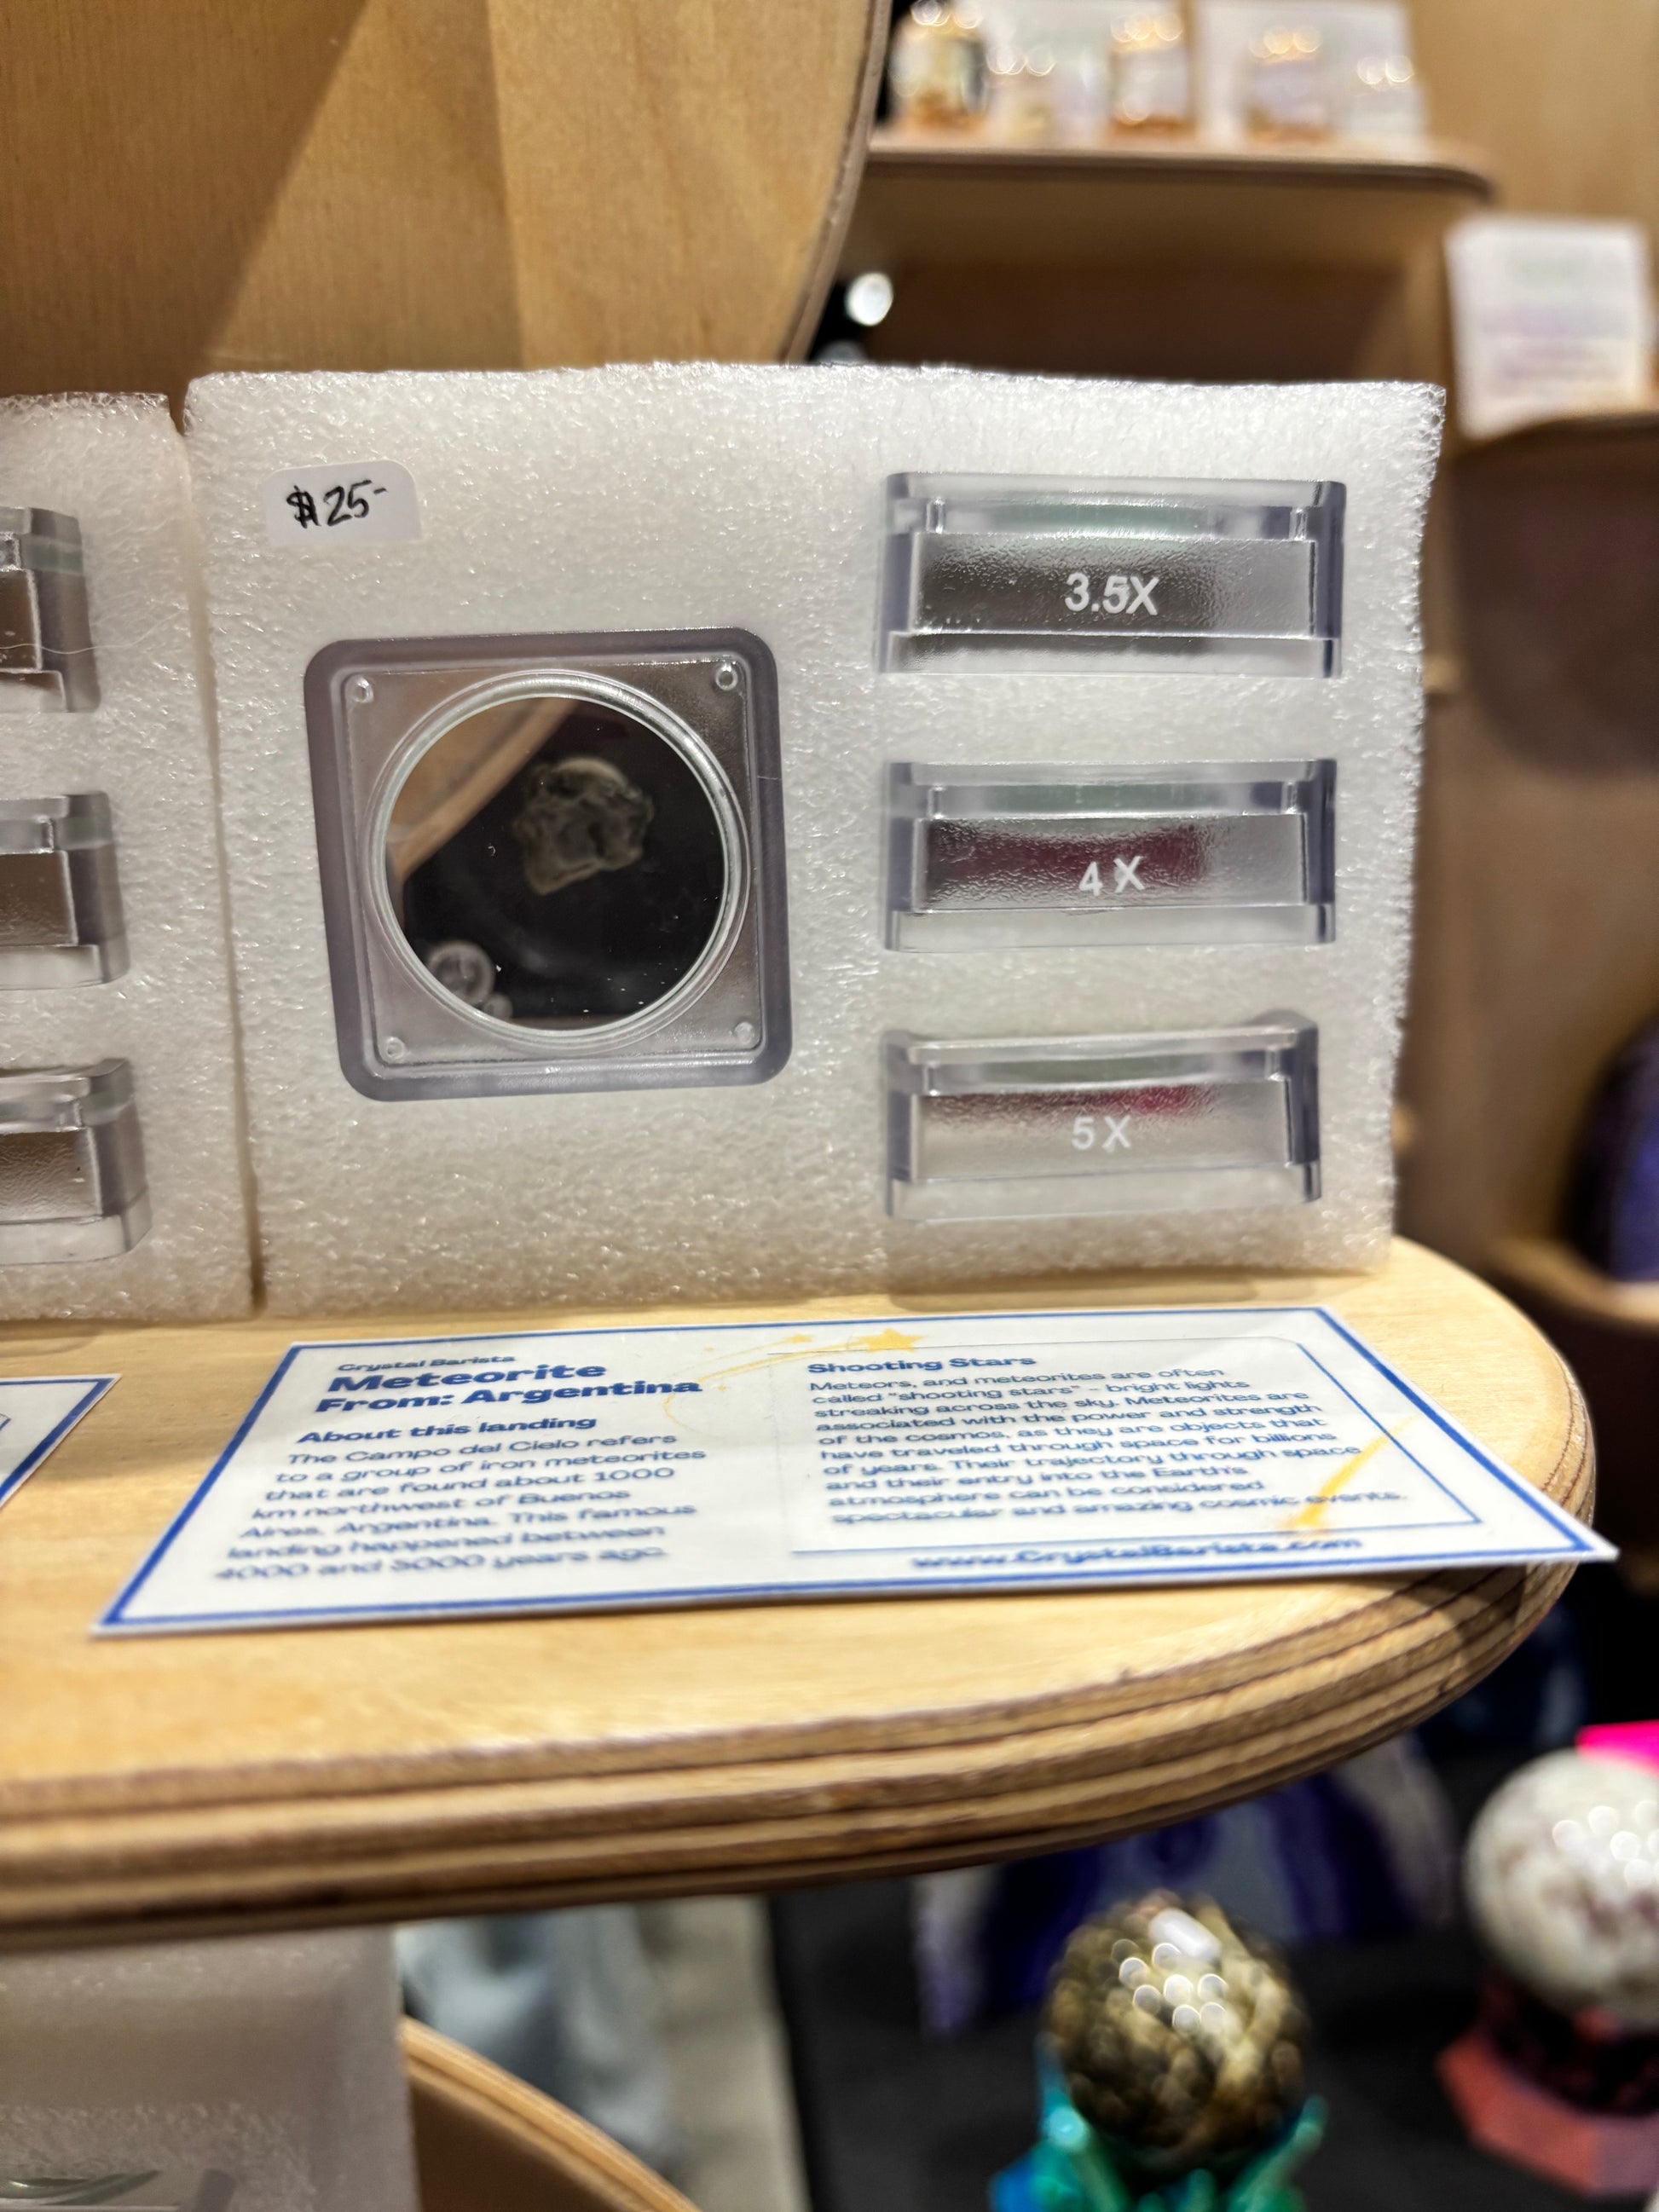 $25-
3.5X
4X
5X
Crystal Barista
Meteorite
From: Argentina
About this landing
The Campo del Cielo refers
to a group of iron meteorites
that are found about 1000
km northwest of Buenos
Aires, Argentina. This famous
landing happened between
4000 and 5000 years ago.
Shooting Stars
Meteors, and meteorites are often
called "shooting stars" - bright lights
streaking across the sky. Meteorites are
associated with the power and strength
of the cosmos, as they are objects that
have traveled through space for billions
of years. Their trajectory through space
and their entry into the Earth's
atmosphere can be considered
spectacular and amazing cosmic events.
www.CrystalBarista.com